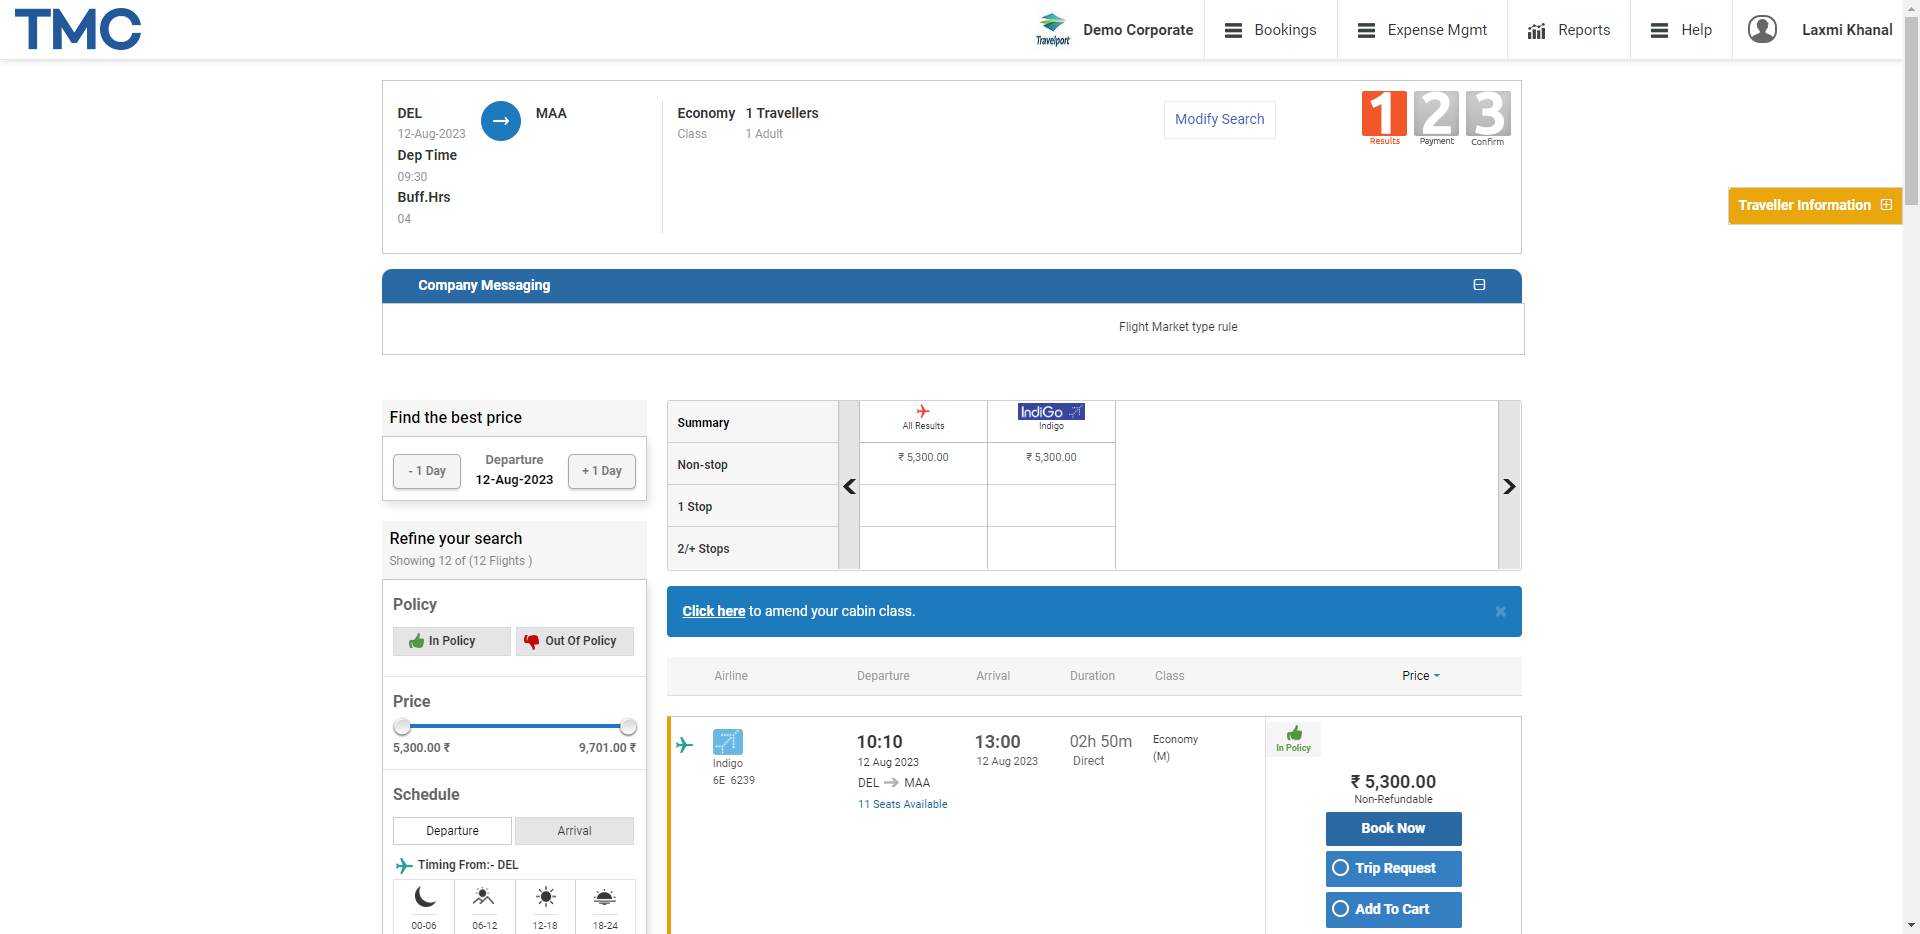 TMC
Travelport
Demo Corporate
Bookings
Expense Mgmt
Reports
Help
Laxmi Khanal
DEL
MAA
12-Aug-2023
Dep Time
09:30
Buff.Hrs
04
Economy 1 Travellers
Class 1 Adult
Modify Search
1 2 3
Results Payment Confirm
Traveller Information
Company Messaging
Flight Market type rule
Find the best price
- 1 Day
Departure
12-Aug-2023
+ 1 Day
Refine your search
Showing 12 of (12 Flights )
Policy
In Policy
Out Of Policy
Price
5,300.00 ₹ 9,701.00 ₹
Schedule
Departure Arrival
Timing From:- DEL
00-06 06-12 12-18 18-24
Summary
All Results
IndiGo
Indigo
Non-stop ₹ 5,300.00 ₹ 5,300.00
1 Stop
2/+ Stops
Click here to amend your cabin class.
Airline Departure Arrival Duration Class Price
Indigo
6E 6239
10:10
12 Aug 2023
DEL MAA
11 Seats Available
13:00
12 Aug 2023
02h 50m
Direct
Economy
(M)
In Policy
₹ 5,300.00
Non-Refundable
Book Now
Trip Request
Add To Cart